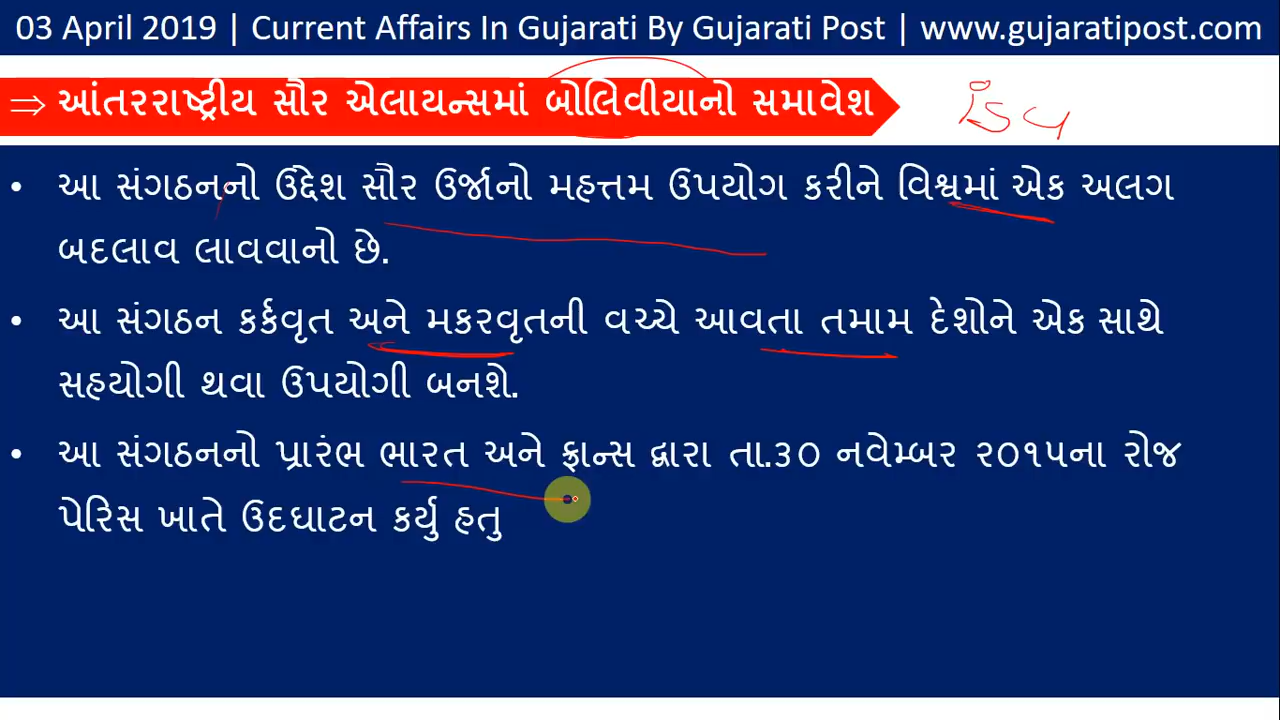 03 April 2019 | Current Affairs In Gujarati By Gujarati Post | www.gujaratipost.com
⇒ આંતરરાષ્ટ્રીય સૌર એલાયન્સમાં બોલિવીયાનો સમાવેશ
• આ સંગઠનનો ઉદ્દેશ સૌર ઉર્જાનો મહત્તમ ઉપયોગ કરીને વિશ્વમાં એક અલગ
બદલાવ લાવવાનો છે.
• આ સંગઠન કર્કવૃત અને મકરવૃતની વચ્ચે આવતા તમામ દેશોને એક સાથે
સહયોગી થવા ઉપયોગી બનશે.
• આ સંગઠનનો પ્રારંભ ભારત અને ફ્રાન્સ દ્વારા તા.૩૦ નવેમ્બર ૨૦૧૫ના રોજ
પેરિસ ખાતે ઉદઘાટન કર્યુ હતુ